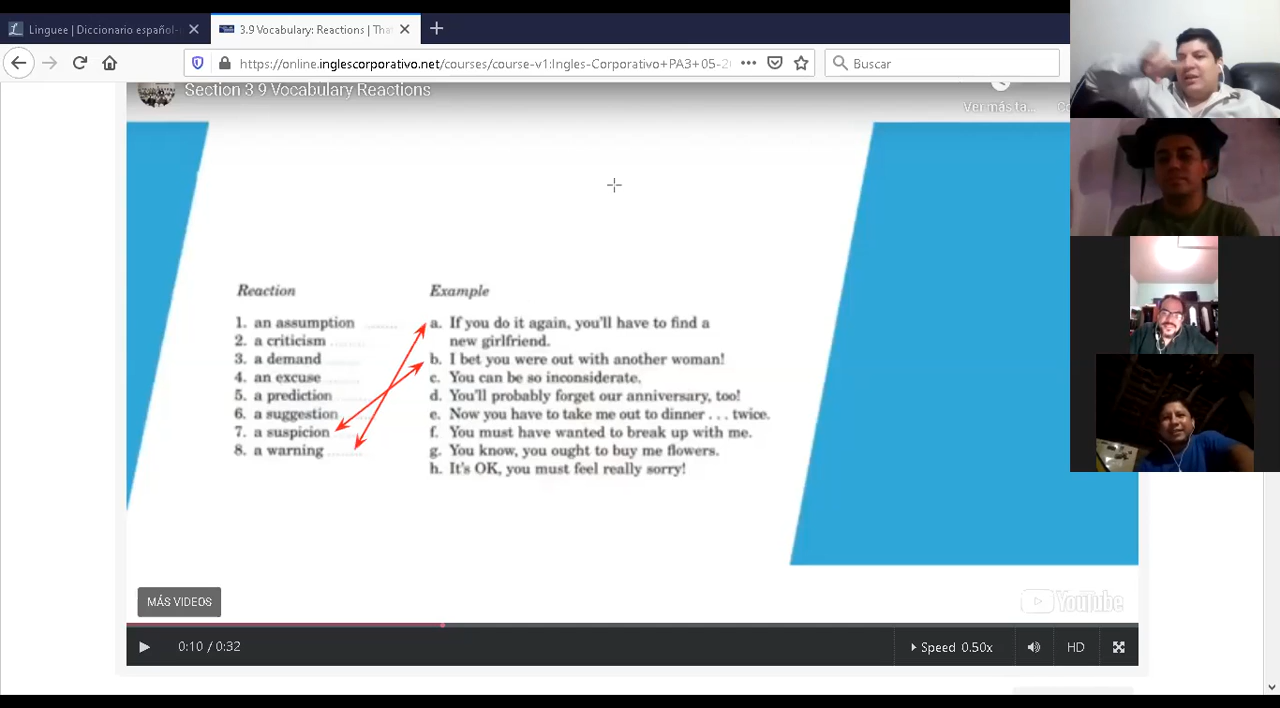 Linguee | Diccionario español-
3.9 Vocabulary: Reactions | Tha
https://online.inglescorporativo.net/courses/course-v1:Ingles-Corporativo+PA3+05-2
Buscar
Section 3 9 Vocabulary Reactions
Ver más ta...
Reaction
1. an assumption ........
2. a criticism ........
3. a demand
4. an excuse
5. a prediction
6. a suggestion
7. a suspicion
8. a warning ........
Example
a. If you do it again, you'll have to find a
new girlfriend.
b. I bet you were out with another woman!
c. You can be so inconsiderate.
d. You'll probably forget our anniversary, too!
e. Now you have to take me out to dinner . . . twice.
f. You must have wanted to break up with me.
g. You know, you ought to buy me flowers.
h. It's OK, you must feel really sorry!
MÁS VIDEOS
YouTube
0:10 / 0:32
Speed 0.50x
HD